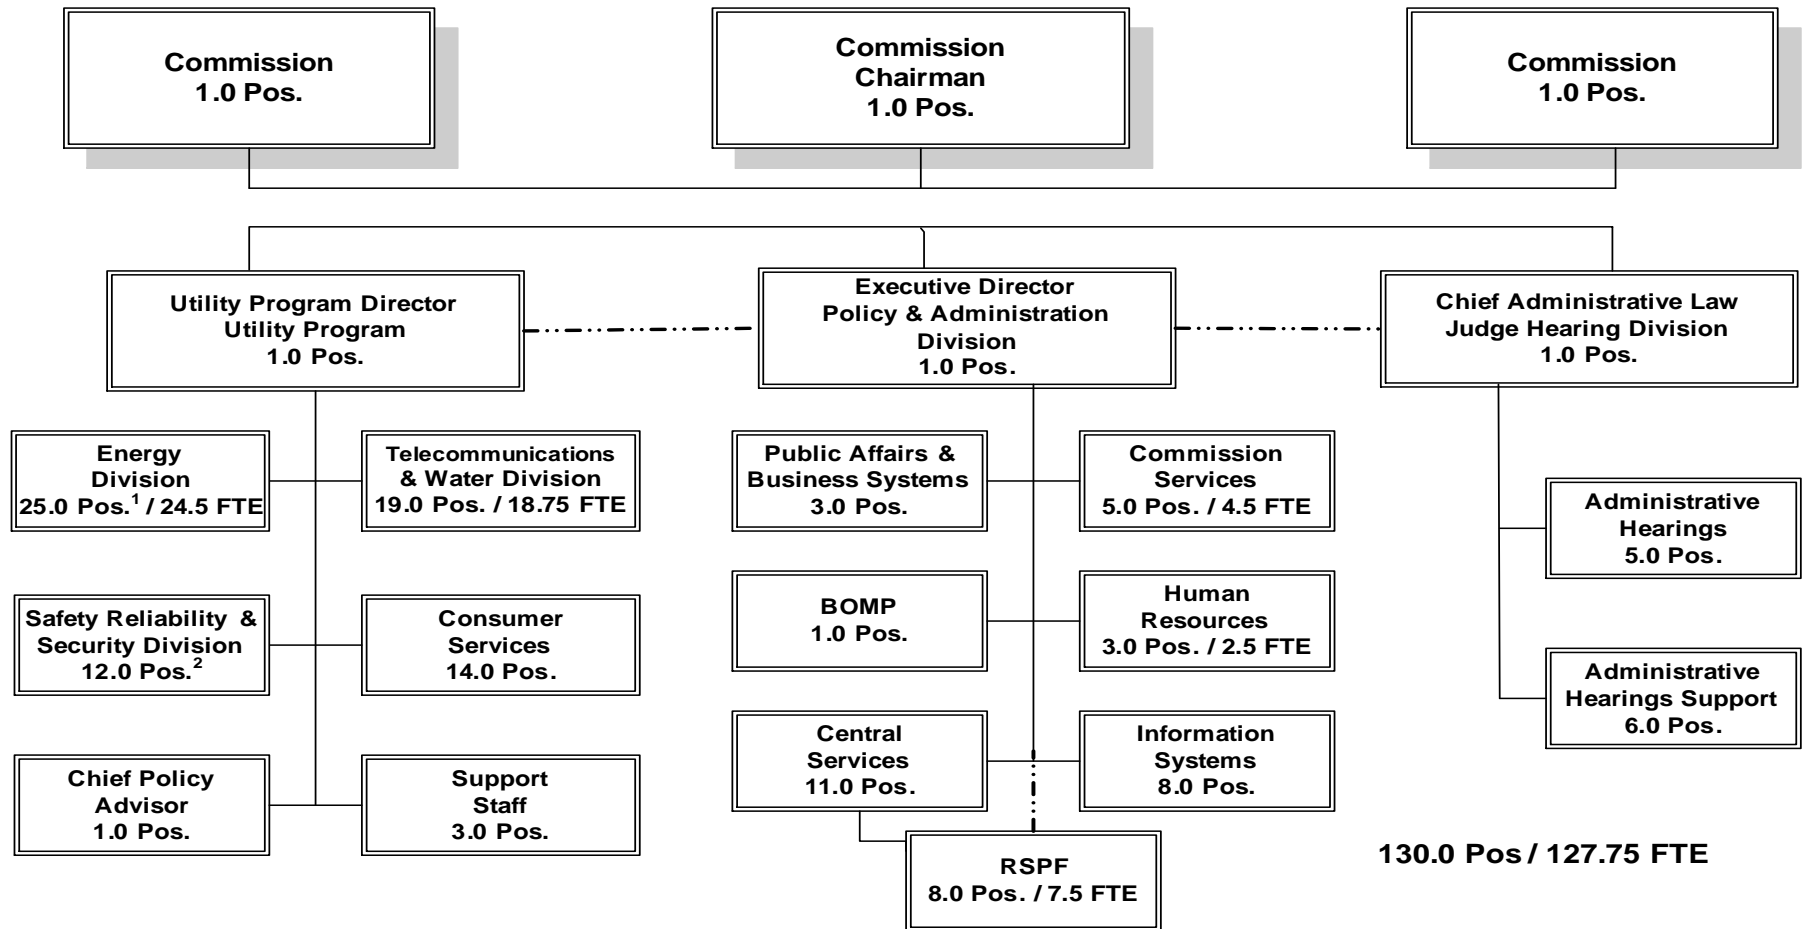 Commission
1.0 Pos.
Commission
Chairman
1.0 Pos.
Commission
1.0 Pos.
Utility Program Director
Utility Program
1.0 Pos.
Executive Director
Policy & Administration
Division
1.0 Pos.
Chief Administrative Law
Judge Hearing Division
1.0 Pos.
Energy
Division
25.0 Pos.¹ / 24.5 FTE
Telecommunications
& Water Division
19.0 Pos. / 18.75 FTE
Public Affairs &
Business Systems
3.0 Pos.
Commission
Services
5.0 Pos. / 4.5 FTE
Administrative
Hearings
5.0 Pos.
Safety Reliability &
Security Division
12.0 Pos.²
Consumer
Services
14.0 Pos.
BOMP
1.0 Pos.
Human
Resources
3.0 Pos. / 2.5 FTE
Administrative
Hearings Support
6.0 Pos.
Chief Policy
Advisor
1.0 Pos.
Support
Staff
3.0 Pos.
Central
Services
11.0 Pos.
Information
Systems
8.0 Pos.
RSPF
8.0 Pos. / 7.5 FTE
130.0 Pos / 127.75 FTE